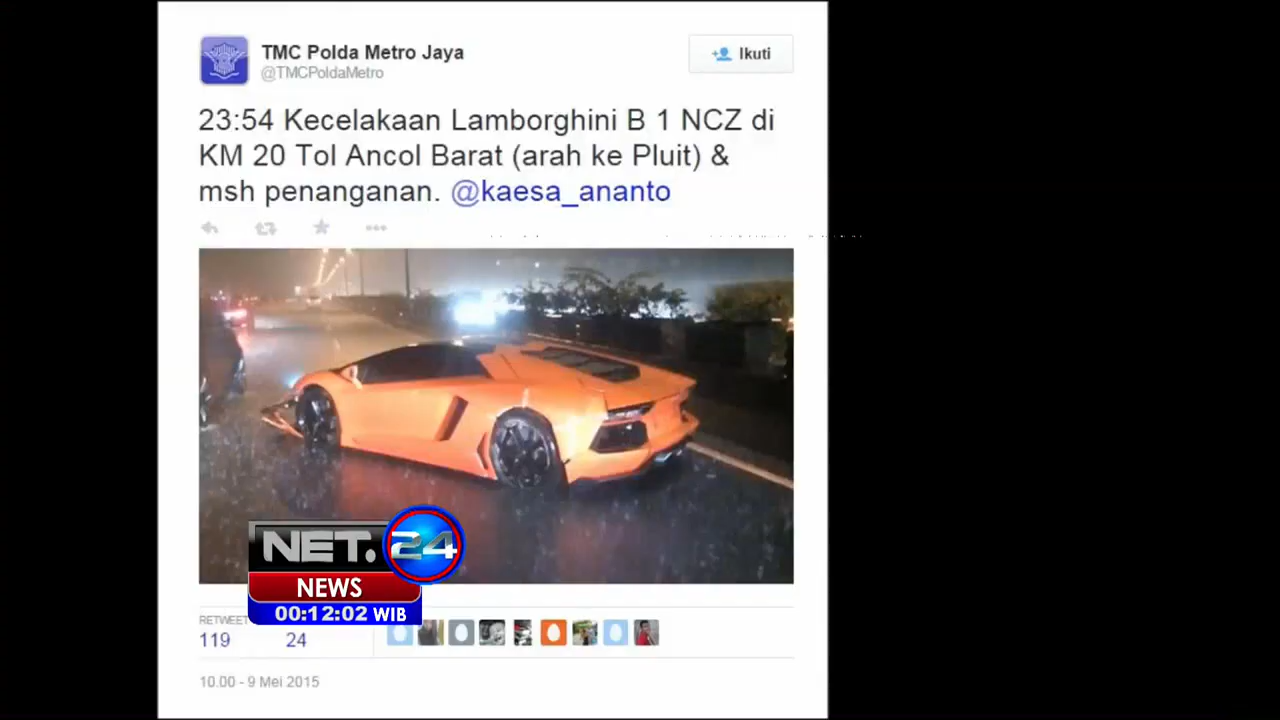 TMC Polda Metro Jaya
@TMCPoldaMetro
Ikuti
23:54 Kecelakaan Lamborghini B 1 NCZ di
KM 20 Tol Ancol Barat (arah ke Pluit) &
msh penanganan. @kaesa_ananto
NET. 24
NEWS
00:12:02 WIB
RETWEET
119 24
10.00 - 9 Mei 2015